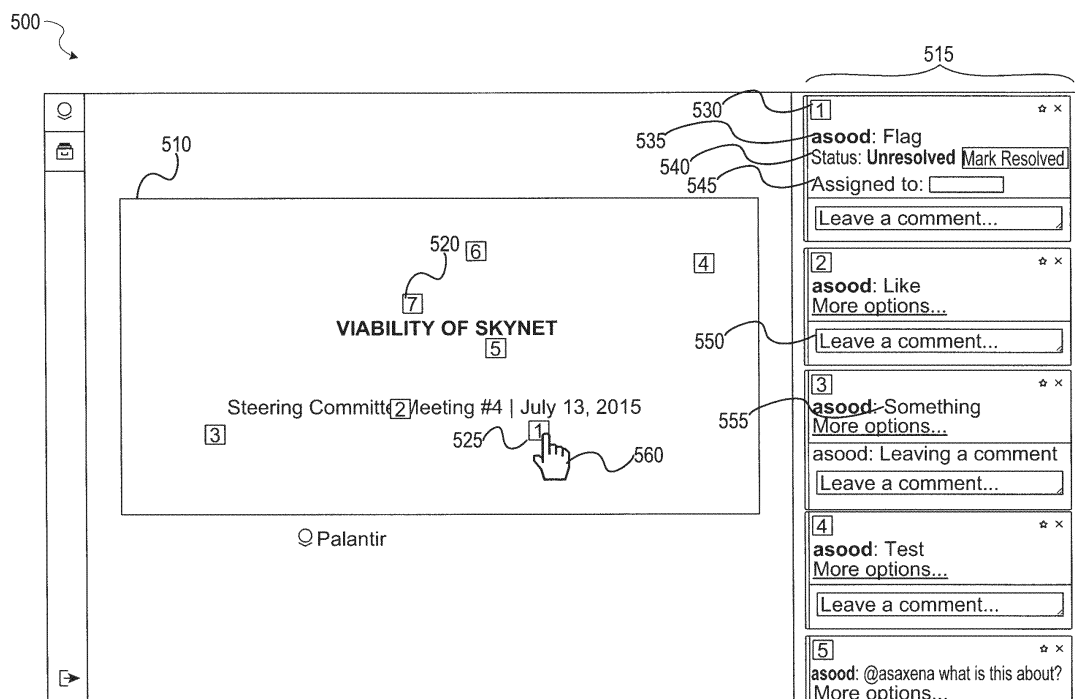 500
515
530
1
535
asood: Flag
540
Status: Unresolved Mark Resolved
545
Assigned to:
Leave a comment...
510
520
6
4
7
VIABILITY OF SKYNET
5
Steering Committe 2 Meeting #4 | July 13, 2015
3
525
1
560
Palantir
2
asood: Like
More options...
550
Leave a comment...
3
555
asood: Something
More options...
asood: Leaving a comment
Leave a comment...
4
asood: Test
More options...
Leave a comment...
5
asood: @asaxena what is this about?
More options...